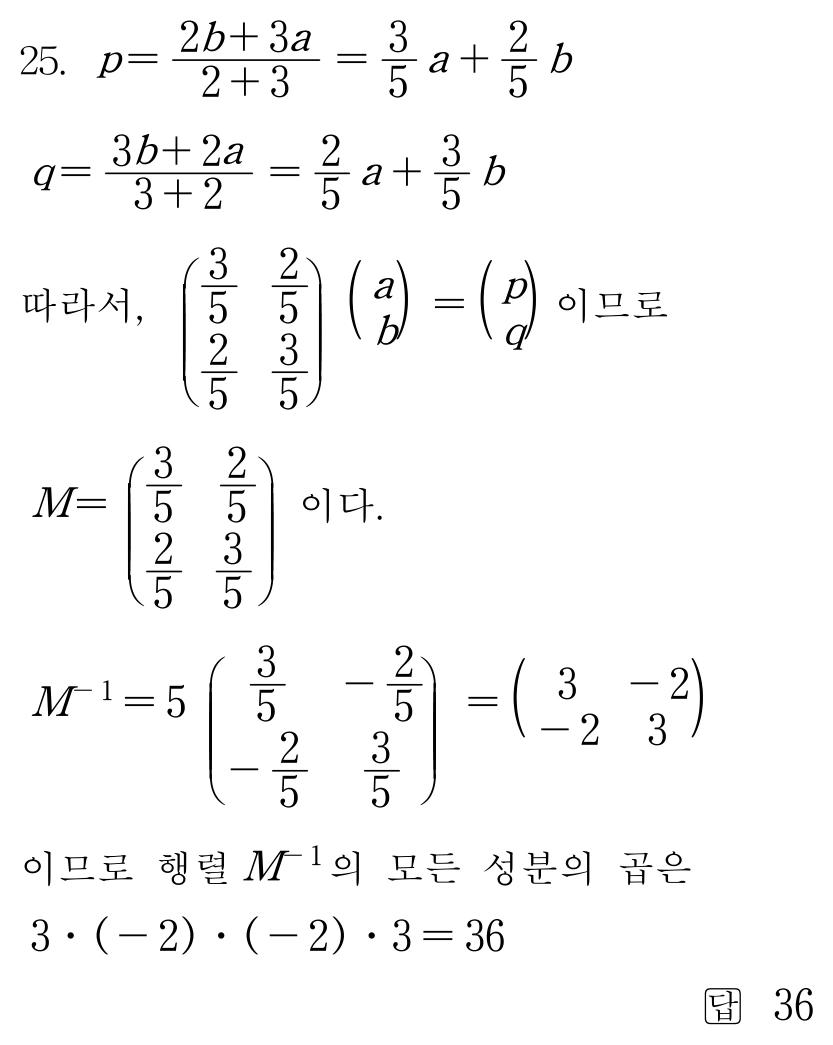 25. p = (2b+3a)/(2+3) = 3/5 a + 2/5 b
q = (3b+2a)/(3+2) = 2/5 a + 3/5 b
따라서, (3/5 2/5 ; 2/5 3/5) (a ; b) = (p ; q) 이므로
M = (3/5 2/5 ; 2/5 3/5) 이다.
M⁻¹ = 5 (3/5 −2/5 ; −2/5 3/5) = (3 −2 ; −2 3)
이므로 행렬 M⁻¹의 모든 성분의 곱은
3·(−2)·(−2)·3=36
답 36